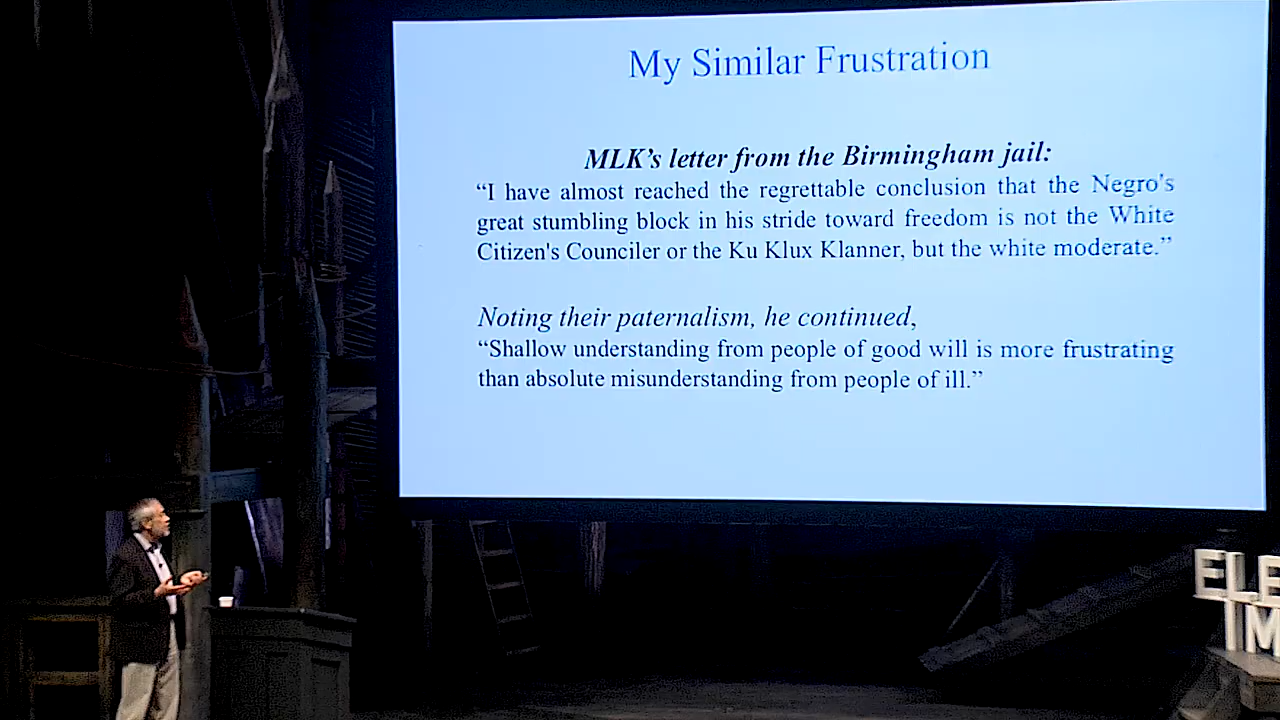 My Similar Frustration
MLK’s letter from the Birmingham jail:
“I have almost reached the regrettable conclusion that the Negro's
great stumbling block in his stride toward freedom is not the White
Citizen's Counciler or the Ku Klux Klanner, but the white moderate.”
Noting their paternalism, he continued,
“Shallow understanding from people of good will is more frustrating
than absolute misunderstanding from people of ill.”
ELE
IM